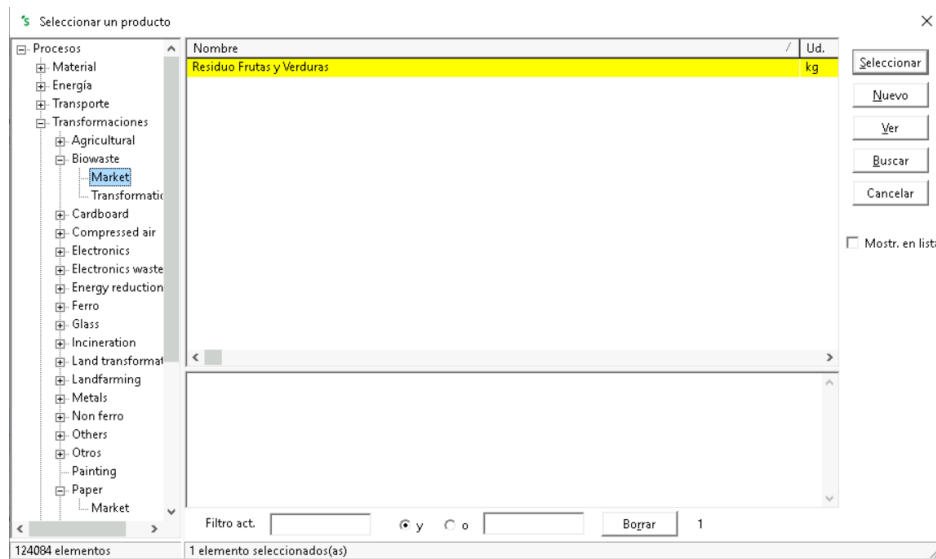 Seleccionar un producto
Procesos
Material
Energía
Transporte
Transformaciones
Agricultural
Biowaste
Market
Transformatic
Cardboard
Compressed air
Electronics
Electronics waste
Energy reduction
Ferro
Glass
Incineration
Land transformat
Landfarming
Metals
Non ferro
Others
Otros
Painting
Paper
Market
Nombre / Ud.
Residuo Frutas y Verduras kg
Seleccionar
Nuevo
Ver
Buscar
Cancelar
Mostr. en lista
Filtro act. y o Borrar 1
124084 elementos 1 elemento seleccionados(as)